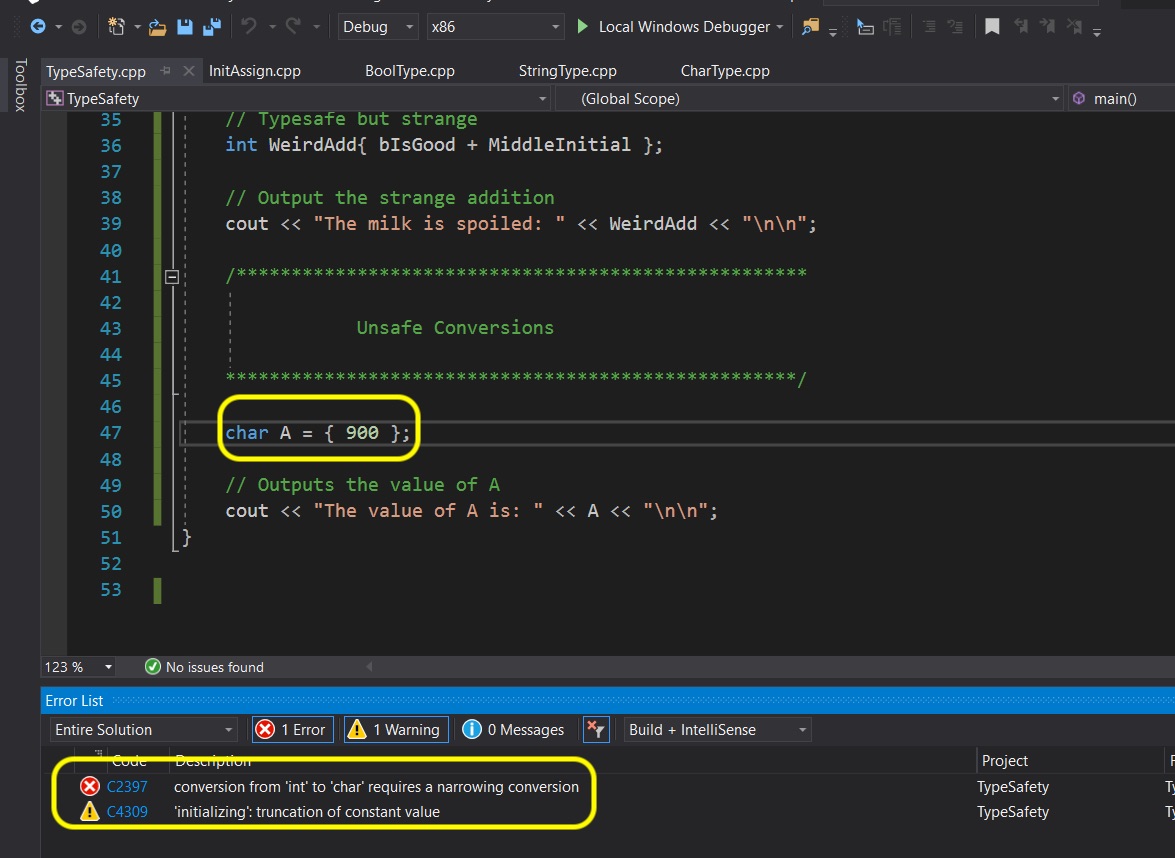 Debug x86 Local Windows Debugger
Toolbox
TypeSafety.cpp InitAssign.cpp BoolType.cpp StringType.cpp CharType.cpp
TypeSafety (Global Scope) main()
35 // Typesafe but strange
36 int WeirdAdd{ bIsGood + MiddleInitial };
37
38 // Output the strange addition
39 cout << "The milk is spoiled: " << WeirdAdd << "\n\n";
40
41 /****************************************************
42
43 Unsafe Conversions
44
45 ****************************************************/
46
47 char A = { 900 };
48
49 // Outputs the value of A
50 cout << "The value of A is: " << A << "\n\n";
51 }
52
53
123 % No issues found
Error List
Entire Solution 1 Error 1 Warning 0 Messages Build + IntelliSense
Code Description Project
C2397 conversion from 'int' to 'char' requires a narrowing conversion TypeSafety
C4309 'initializing': truncation of constant value TypeSafety